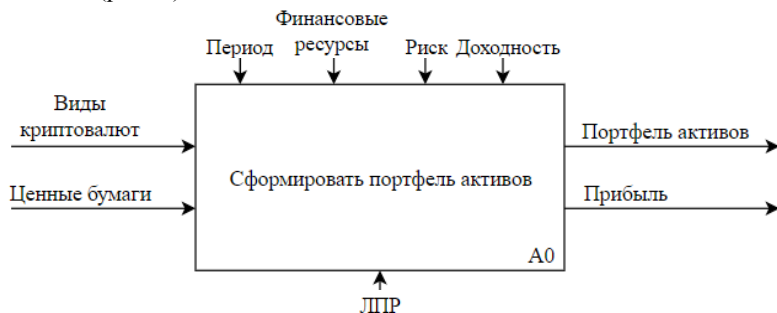 Финансовые
Период ресурсы Риск Доходность
Виды
криптовалют
Портфель активов
Сформировать портфель активов
Ценные бумаги
Прибыль
A0
ЛПР